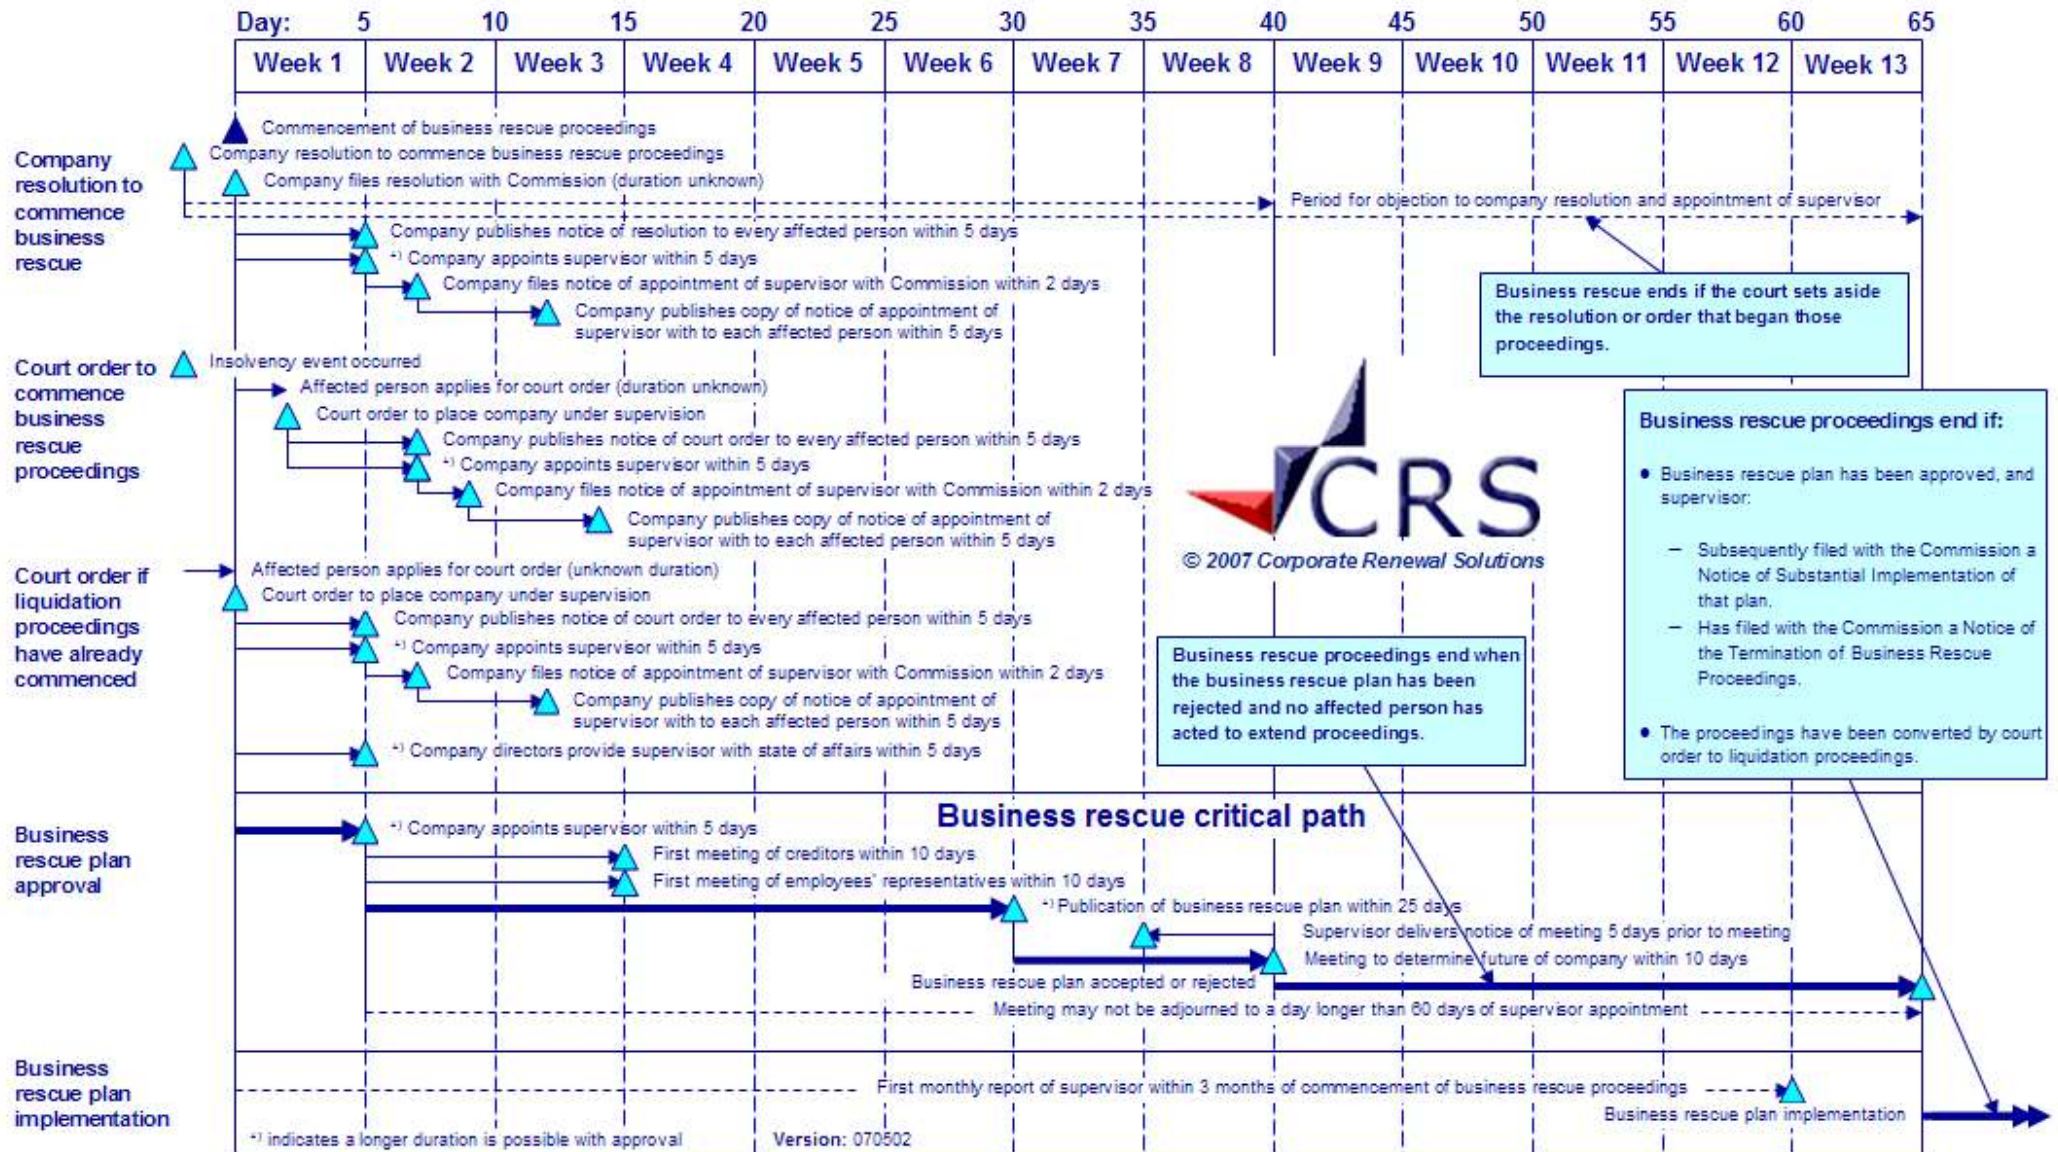 Day: 5 10 15 20 25 30 35 40 45 50 55 60 65
Week 1 Week 2 Week 3 Week 4 Week 5 Week 6 Week 7 Week 8 Week 9 Week 10 Week 11 Week 12 Week 13
Company
resolution to
commence
business
rescue
Commencement of business rescue proceedings
Company resolution to commence business rescue proceedings
Company files resolution with Commission (duration unknown)
Period for objection to company resolution and appointment of supervisor
Company publishes notice of resolution to every affected person within 5 days
*) Company appoints supervisor within 5 days
Company files notice of appointment of supervisor with Commission within 2 days
Company publishes copy of notice of appointment of
supervisor with to each affected person within 5 days
Business rescue ends if the court sets aside
the resolution or order that began those
proceedings.
Court order to
commence
business
rescue
proceedings
Insolvency event occurred
Affected person applies for court order (duration unknown)
Court order to place company under supervision
Company publishes notice of court order to every affected person within 5 days
*) Company appoints supervisor within 5 days
Company files notice of appointment of supervisor with Commission within 2 days
Company publishes copy of notice of appointment of
supervisor with to each affected person within 5 days
CRS
© 2007 Corporate Renewal Solutions
Business rescue proceedings end if:
• Business rescue plan has been approved, and
supervisor:
– Subsequently filed with the Commission a
Notice of Substantial Implementation of
that plan.
– Has filed with the Commission a Notice of
the Termination of Business Rescue
Proceedings.
• The proceedings have been converted by court
order to liquidation proceedings.
Court order if
liquidation
proceedings
have already
commenced
Affected person applies for court order (unknown duration)
Court order to place company under supervision
Company publishes notice of court order to every affected person within 5 days
*) Company appoints supervisor within 5 days
Company files notice of appointment of supervisor with Commission within 2 days
Company publishes copy of notice of appointment of
supervisor with to each affected person within 5 days
*) Company directors provide supervisor with state of affairs within 5 days
Business rescue proceedings end when
the business rescue plan has been
rejected and no affected person has
acted to extend proceedings.
Business rescue critical path
Business
rescue plan
approval
*) Company appoints supervisor within 5 days
First meeting of creditors within 10 days
First meeting of employees' representatives within 10 days
*) Publication of business rescue plan within 25 days
Supervisor delivers notice of meeting 5 days prior to meeting
Meeting to determine future of company within 10 days
Business rescue plan accepted or rejected
Meeting may not be adjourned to a day longer than 60 days of supervisor appointment
Business
rescue plan
implementation
First monthly report of supervisor within 3 months of commencement of business rescue proceedings
Business rescue plan implementation
*) indicates a longer duration is possible with approval
Version: 070502